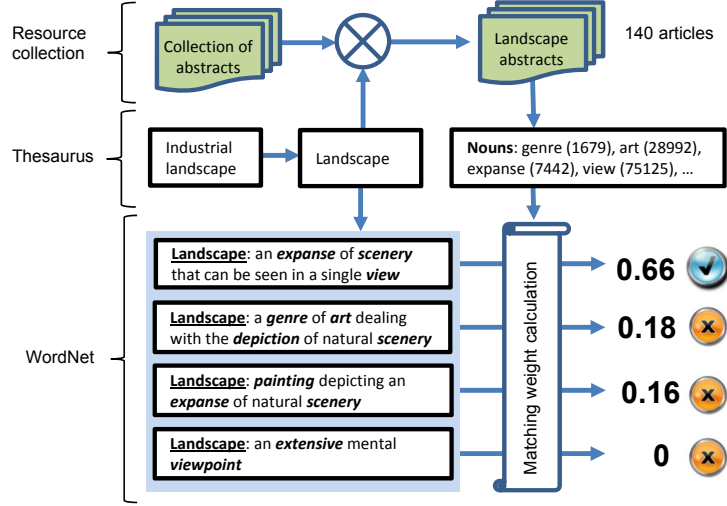 Resource
collection
Collection of
abstracts
Landscape
abstracts
140 articles
Thesaurus
Industrial
landscape
Landscape
Nouns: genre (1679), art (28992),
expanse (7442), view (75125), ...
WordNet
Landscape: an expanse of scenery
that can be seen in a single view
Landscape: a genre of art dealing
with the depiction of natural scenery
Landscape: painting depicting an
expanse of natural scenery
Landscape: an extensive mental
viewpoint
Matching weight calculation
0.66
0.18
0.16
0